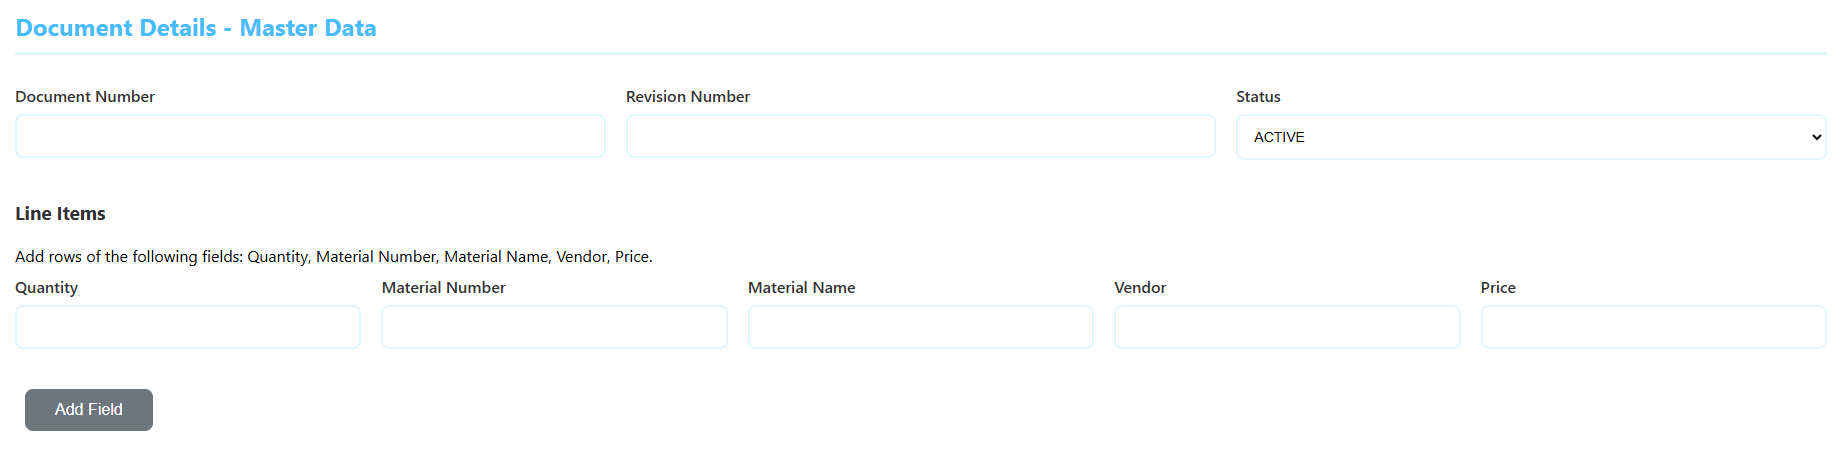 Document Details - Master Data
Document Number Revision Number Status
ACTIVE
Line Items
Add rows of the following fields: Quantity, Material Number, Material Name, Vendor, Price.
Quantity Material Number Material Name Vendor Price
Add Field